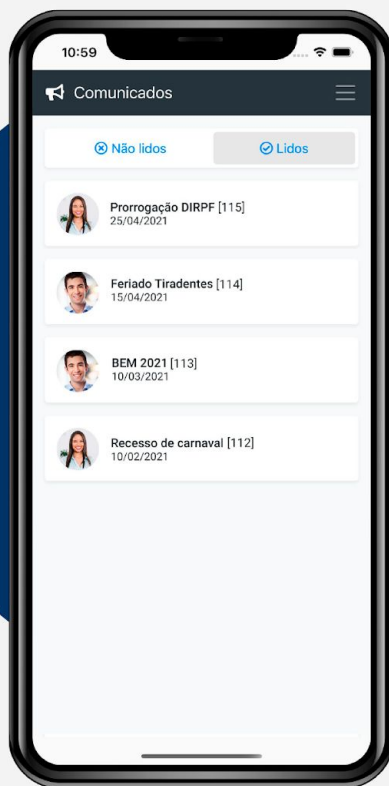 10:59
Comunicados
Não lidos
Lidos
Prorrogação DIRPF [115]
25/04/2021
Feriado Tiradentes [114]
15/04/2021
BEM 2021 [113]
10/03/2021
Recesso de carnaval [112]
10/02/2021